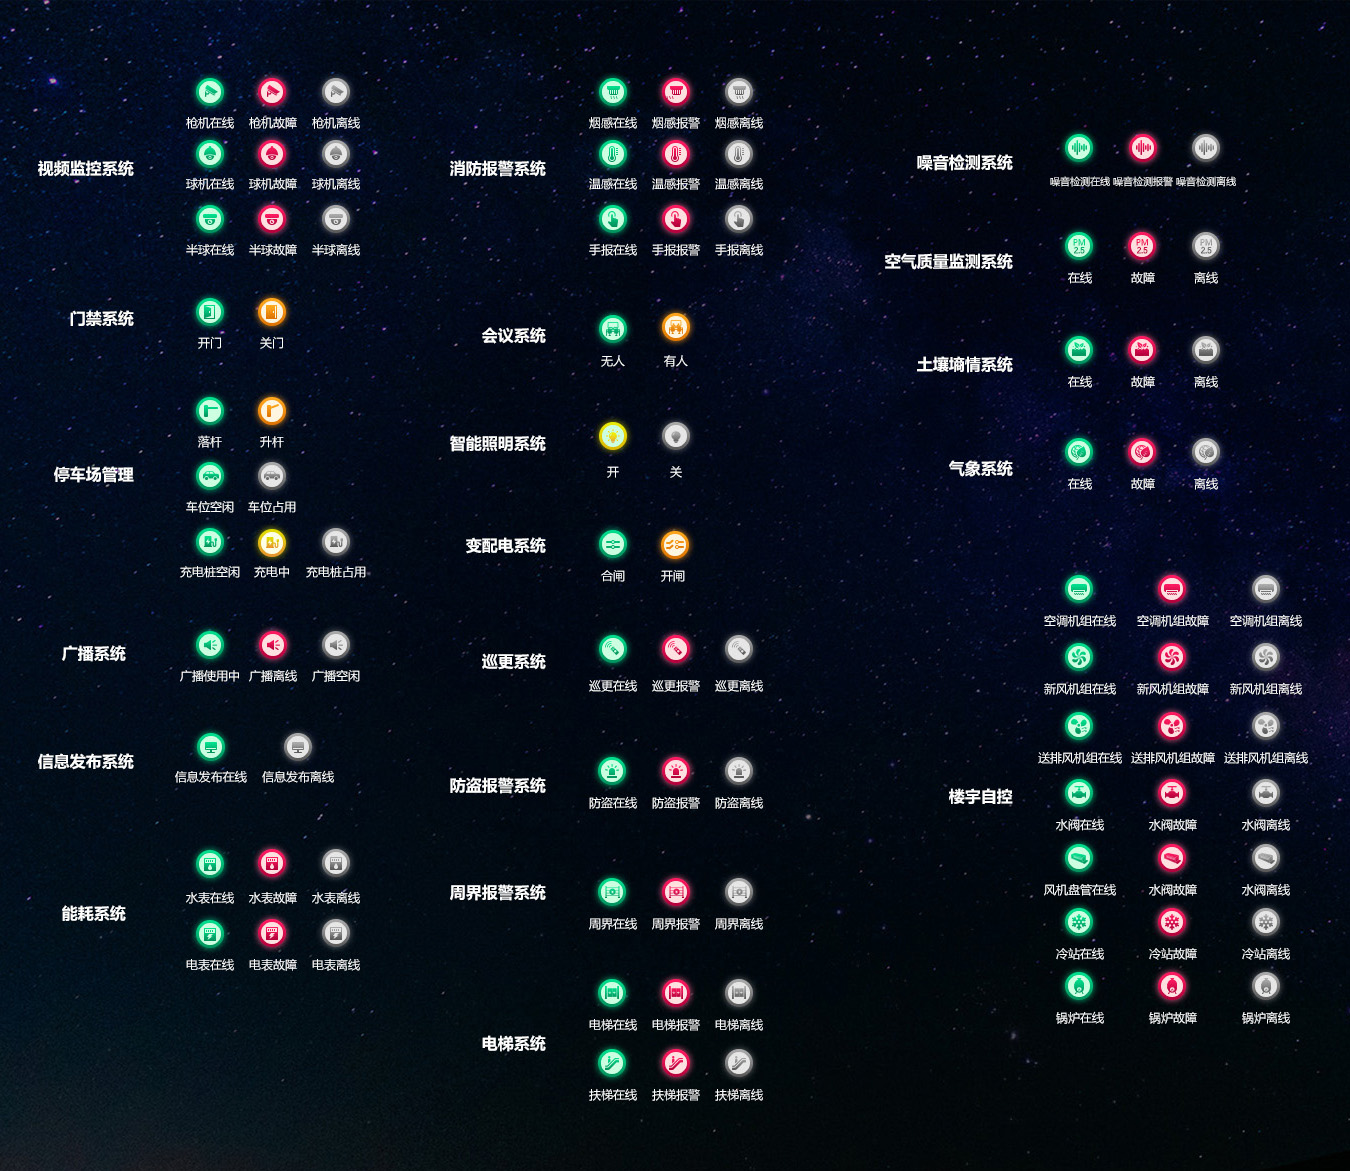 枪机在线 枪机故障 枪机离线
视频监控系统
球机在线 球机故障 球机离线
半球在线 半球故障 半球离线
门禁系统
开门 关门
落杆 升杆
停车场管理
车位空闲 车位占用
充电桩空闲 充电中 充电桩占用
广播系统
广播使用中 广播离线 广播空闲
信息发布系统
信息发布在线 信息发布离线
水表在线 水表故障 水表离线
能耗系统
电表在线 电表故障 电表离线
烟感在线 烟感报警 烟感离线
消防报警系统
温感在线 温感报警 温感离线
手报在线 手报报警 手报离线
会议系统
无人 有人
智能照明系统
开 关
变配电系统
合闸 开闸
巡更系统
巡更在线 巡更报警 巡更离线
防盗报警系统
防盗在线 防盗报警 防盗离线
周界报警系统
周界在线 周界报警 周界离线
电梯在线 电梯报警 电梯离线
电梯系统
扶梯在线 扶梯报警 扶梯离线
噪音检测系统
噪音检测在线 噪音检测报警 噪音检测离线
PM 2.5 PM 2.5 PM 2.5
空气质量监测系统
在线 故障 离线
土壤墒情系统
在线 故障 离线
气象系统
在线 故障 离线
空调机组在线 空调机组故障 空调机组离线
新风机组在线 新风机组故障 新风机组离线
送排风机组在线 送排风机组故障 送排风机组离线
楼宇自控
水阀在线 水阀故障 水阀离线
风机盘管在线 水阀故障 水阀离线
冷站在线 冷站故障 冷站离线
锅炉在线 锅炉故障 锅炉离线